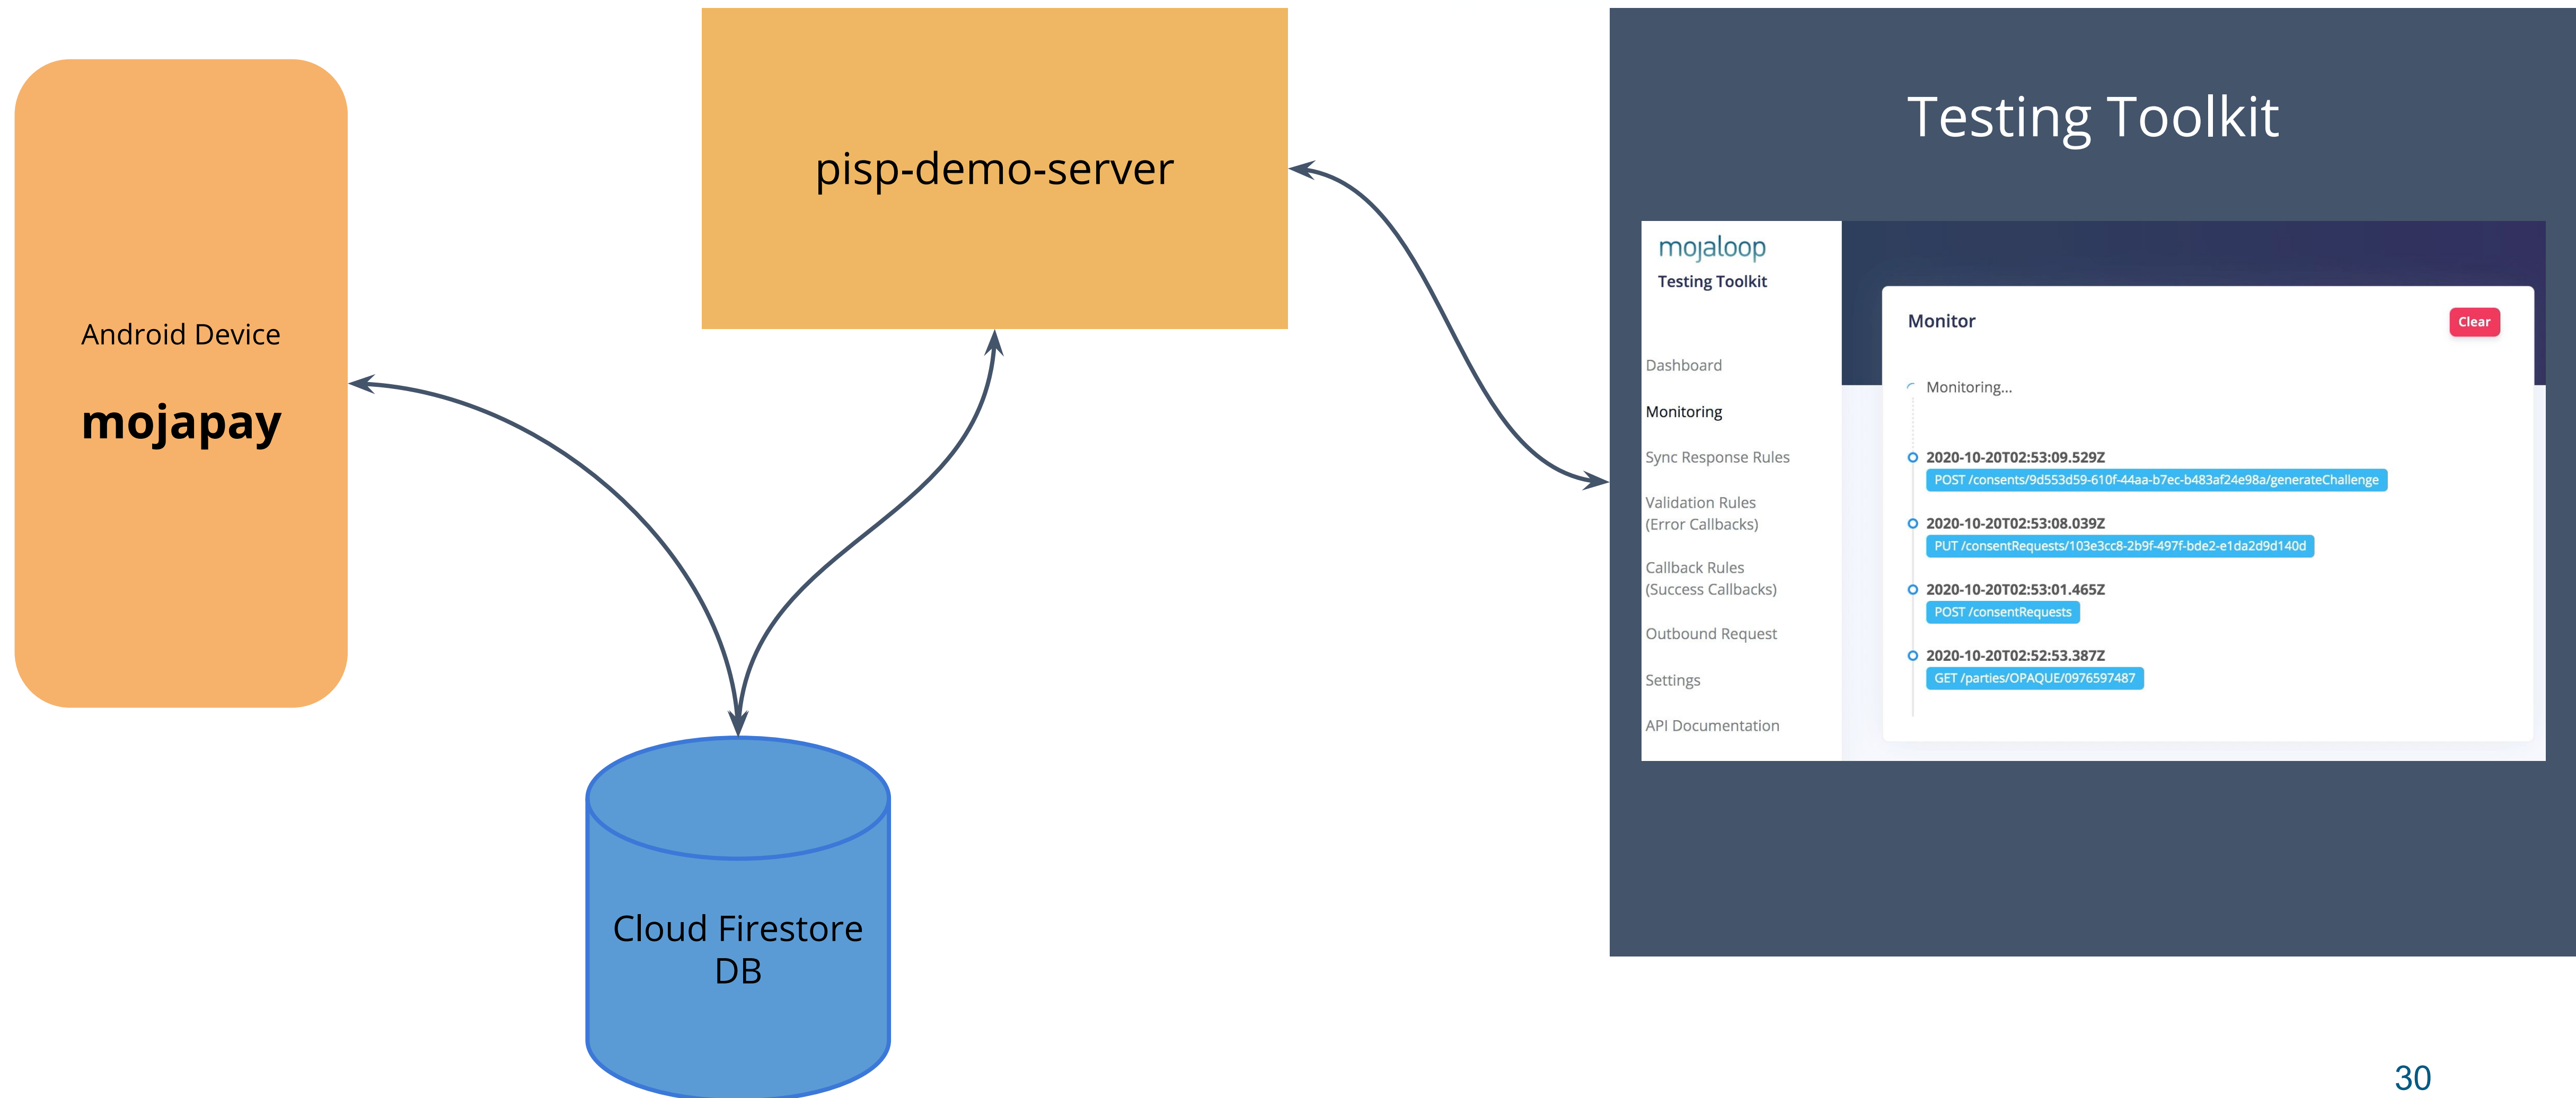 Android Device
mojapay
pisp-demo-server
Cloud Firestore
DB
Testing Toolkit
mojaloop
Testing Toolkit
Dashboard
Monitoring
Sync Response Rules
Validation Rules
(Error Callbacks)
Callback Rules
(Success Callbacks)
Outbound Request
Settings
API Documentation
Monitor
Clear
Monitoring...
2020-10-20T02:53:09.529Z
POST /consents/9d553d59-610f-44aa-b7ec-b483af24e98a/generateChallenge
2020-10-20T02:53:08.039Z
PUT /consentRequests/103e3cc8-2b9f-497f-bde2-e1da2d9d140d
2020-10-20T02:53:01.465Z
POST /consentRequests
2020-10-20T02:52:53.387Z
GET /parties/OPAQUE/0976597487
30